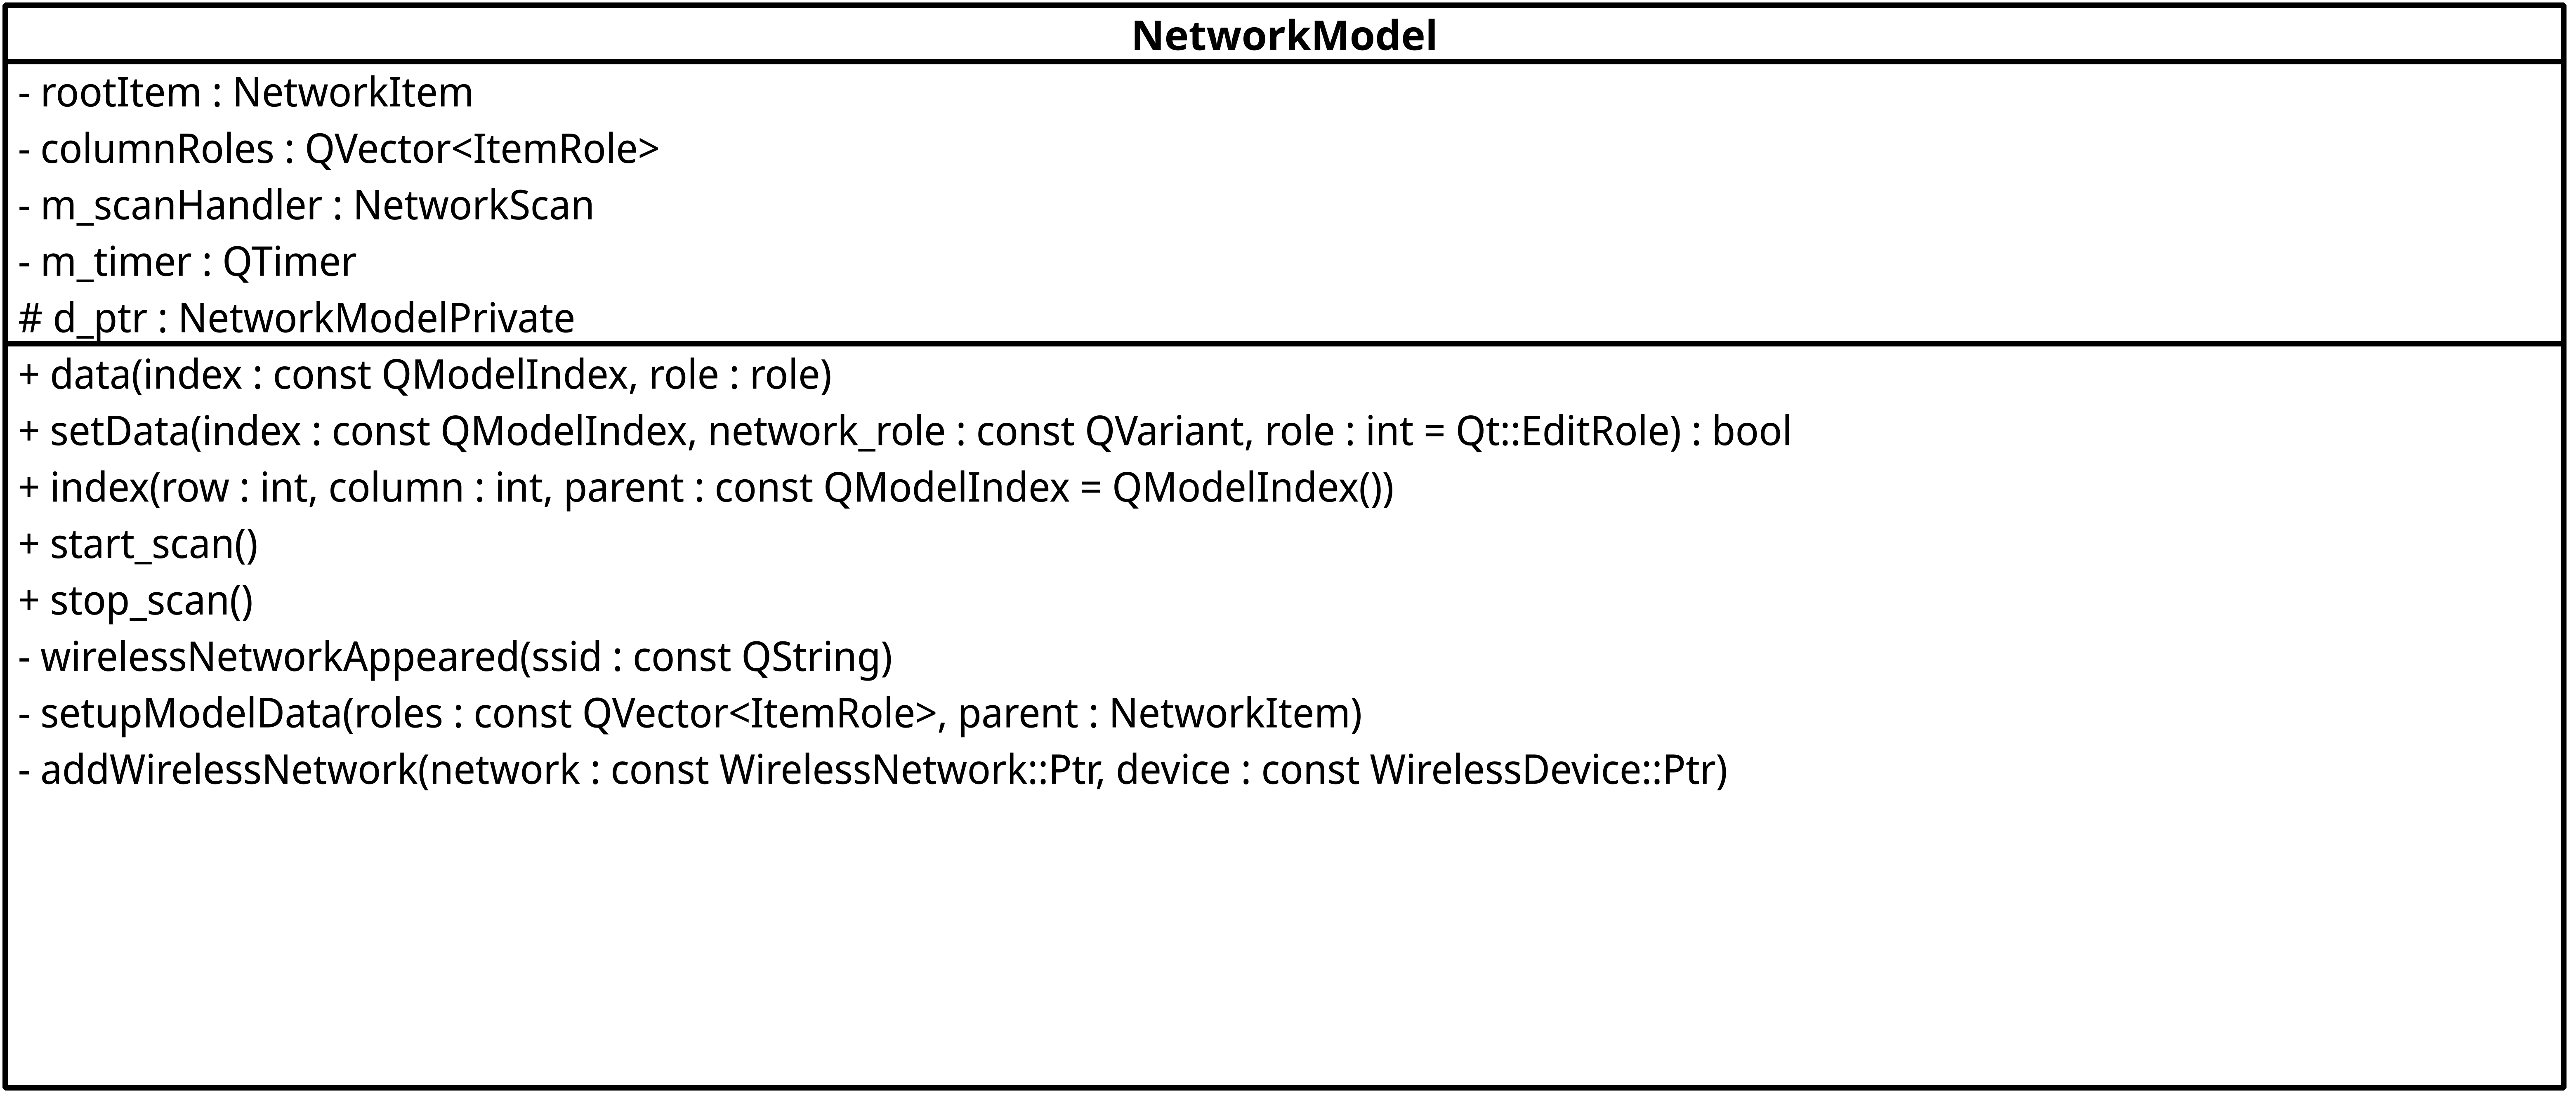 NetworkModel
- rootItem : NetworkItem
- columnRoles : QVector<ItemRole>
- m_scanHandler : NetworkScan
- m_timer : QTimer
# d_ptr : NetworkModelPrivate
+ data(index : const QModelIndex, role : role)
+ setData(index : const QModelIndex, network_role : const QVariant, role : int = Qt::EditRole) : bool
+ index(row : int, column : int, parent : const QModelIndex = QModelIndex())
+ start_scan()
+ stop_scan()
- wirelessNetworkAppeared(ssid : const QString)
- setupModelData(roles : const QVector<ItemRole>, parent : NetworkItem)
- addWirelessNetwork(network : const WirelessNetwork::Ptr, device : const WirelessDevice::Ptr)